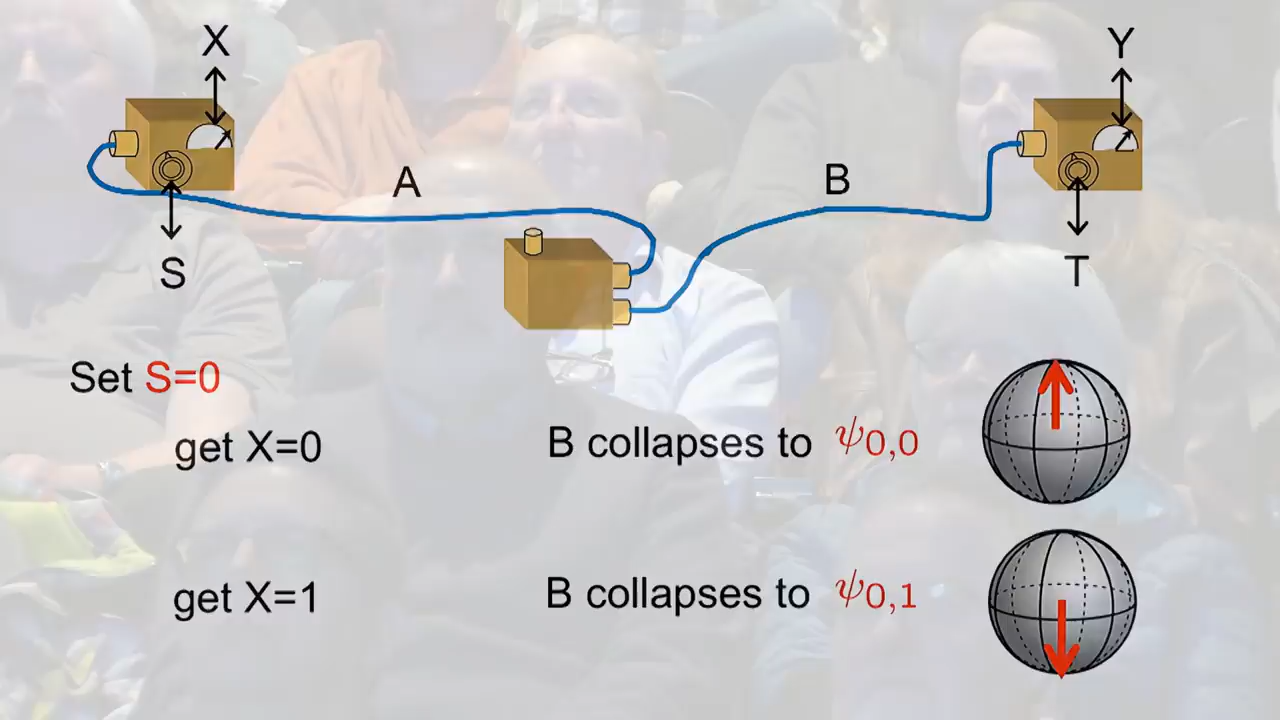 X
Y
A
B
S
T
Set S=0
get X=0
B collapses to ψ0,0
get X=1
B collapses to ψ0,1